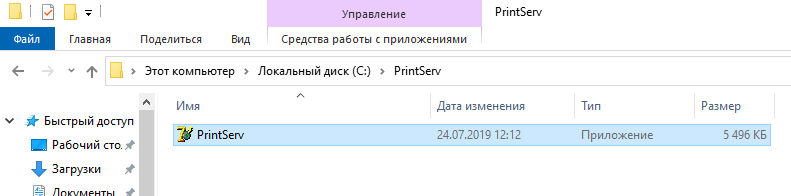 Управление
PrintServ
Файл
Главная
Поделиться
Вид
Средства работы с приложениями
Этот компьютер > Локальный диск (C:) > PrintServ
Имя
Дата изменения
Тип
Размер
Быстрый доступ
PrintServ
24.07.2019 12:12
Приложение
5 496 КБ
Рабочий сто.
Загрузки
Документы